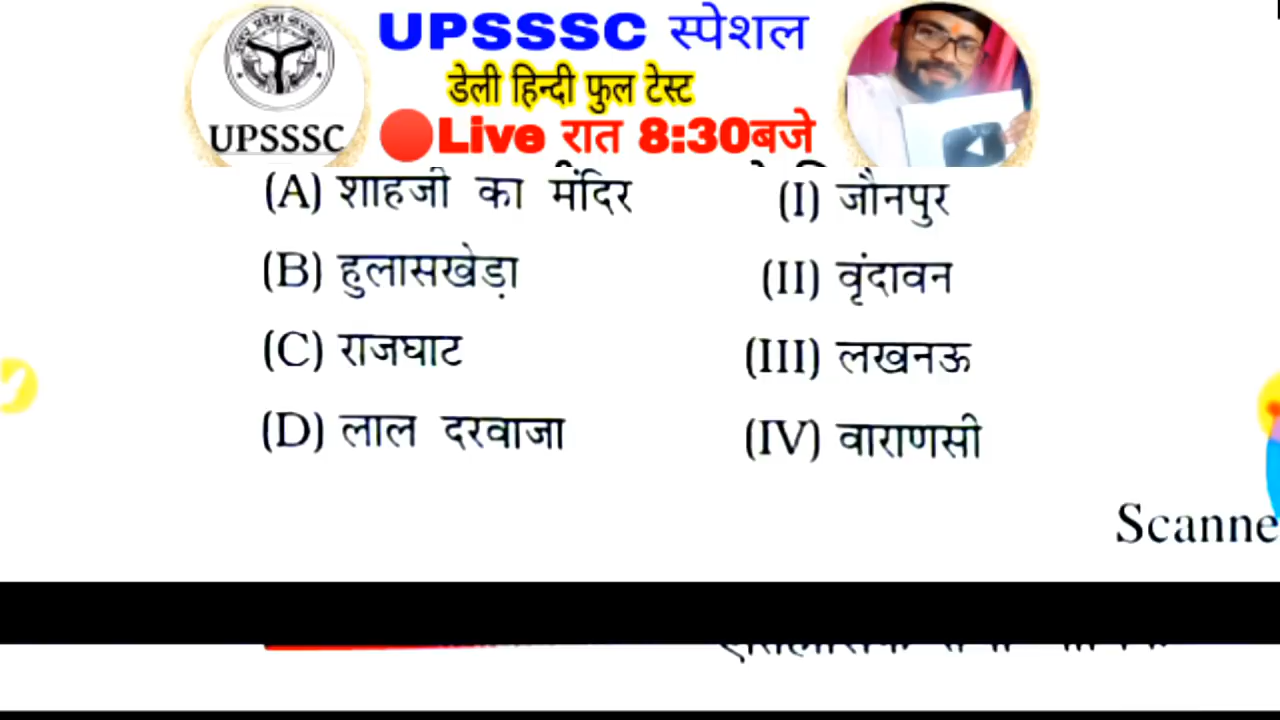 UPSSSC स्पेशल
डेली हिन्दी फुल टेस्ट
Live रात 8:30बजे
UPSSSC
(A) शाहजी का मंदिर (I) जौनपुर
(B) हुलासखेड़ा (II) वृंदावन
(C) राजघाट (III) लखनऊ
(D) लाल दरवाजा (IV) वाराणसी
Scanne